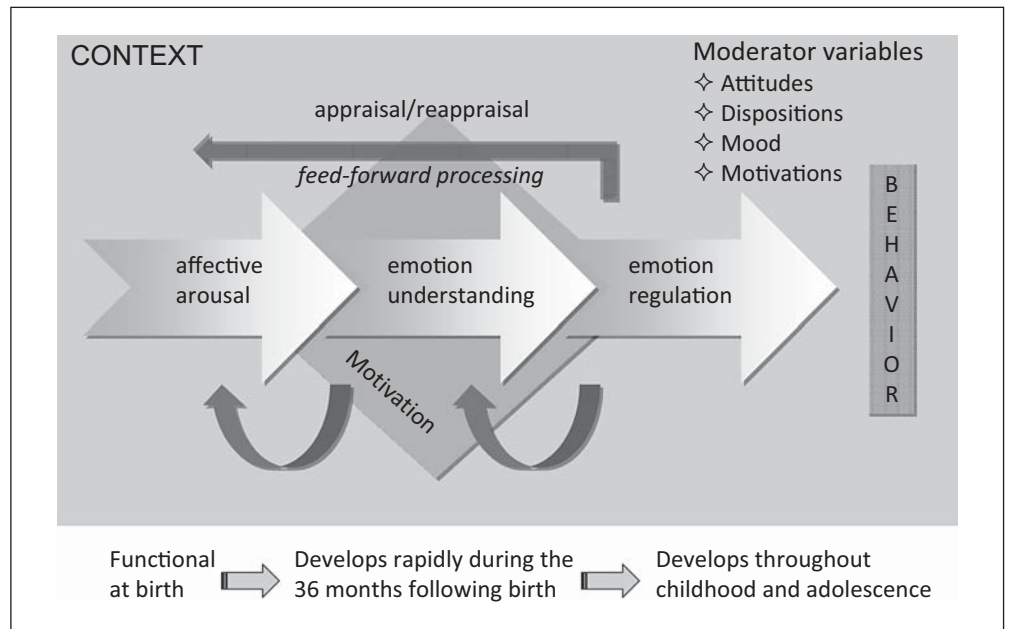 CONTEXT
Moderator variables
✧ Attitudes
✧ Dispositions
✧ Mood
✧ Motivations
appraisal/reappraisal
feed-forward processing
affective
arousal
emotion
understanding
emotion
regulation
Motivation
B
E
H
A
V
I
O
R
Functional
at birth
Develops rapidly during the
36 months following birth
Develops throughout
childhood and adolescence